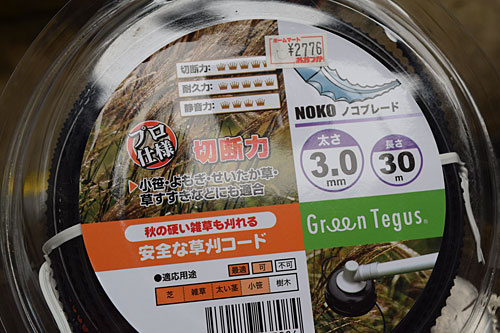 ホームマート
¥2776
切断力:
耐久力:
静音力:
NOKO ノコブレード
プロ
仕様
切断力
小笹・よもぎ・せいたか草・
草すすきなどにも適合
太さ
3.0
mm
長さ
30
m
秋の硬い雑草も刈れる
安全な草刈コード
Green Tegus®
●適応用途
最適 可 不可
芝 雑草 太い茎 小笹 樹木